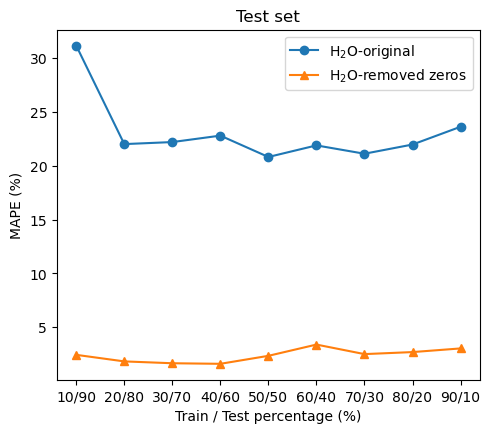 Test set
H₂O-original
H₂O-removed zeros
MAPE (%)
30
25
20
15
10
5
10/90 20/80 30/70 40/60 50/50 60/40 70/30 80/20 90/10
Train / Test percentage (%)